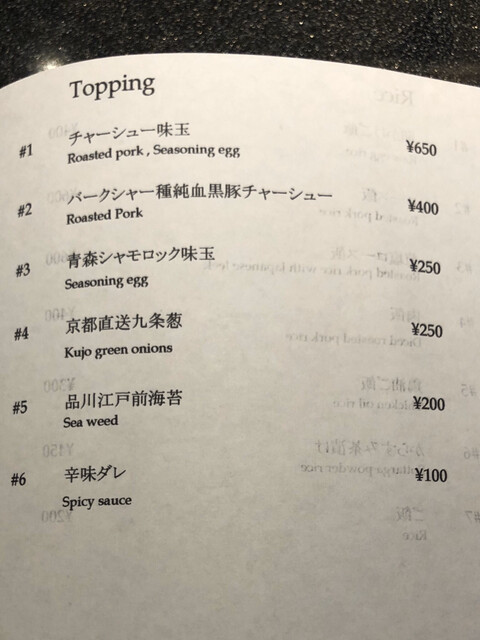 Topping
#1 チャーシュー味玉 ¥650
Roasted pork , Seasoning egg
#2 バークシャー種純血黒豚チャーシュー ¥400
Roasted Pork
#3 青森シャモロック味玉 ¥250
Seasoning egg
#4 京都直送九条葱 ¥250
Kujo green onions
#5 品川江戸前海苔 ¥200
Sea weed
#6 辛味ダレ ¥100
Spicy sauce